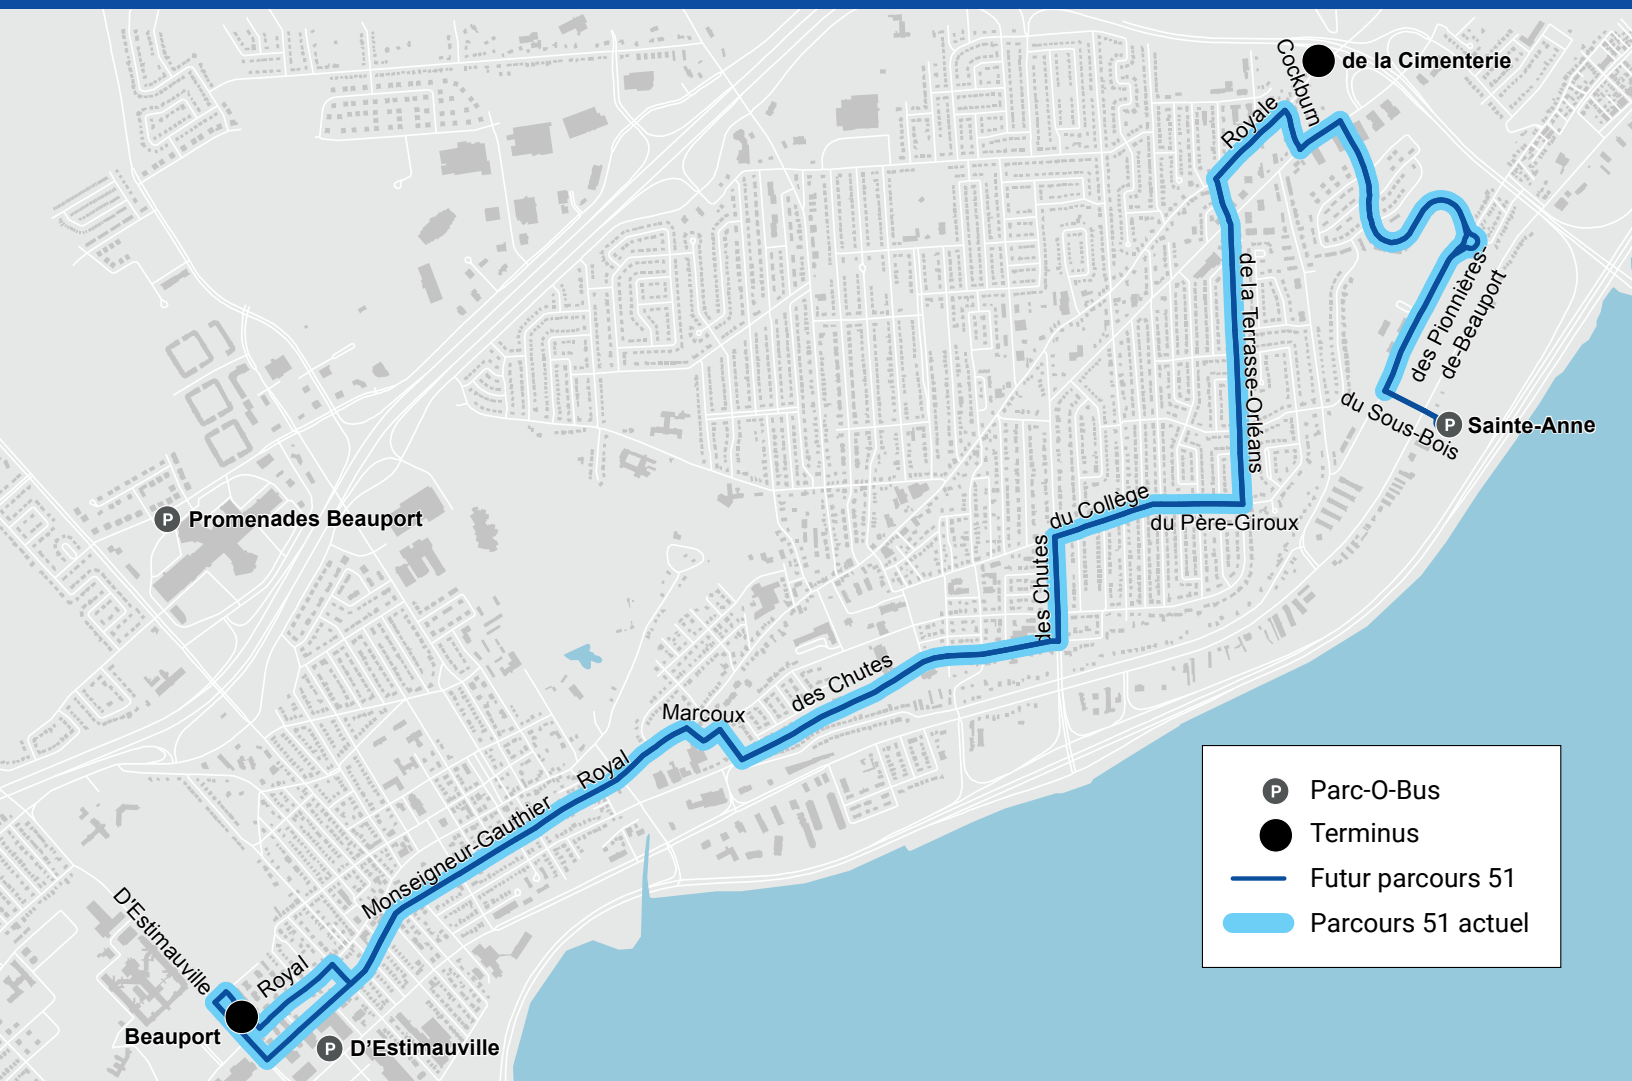 Cockburn
de la Cimenterie
Royale
de la Terrasse-Orléans
des Pionnières-
de-Beauport
du Sous-Bois
P Sainte-Anne
du Collège
du Père-Giroux
des Chutes
P Promenades Beauport
des Chutes
Marcoux
Royal
Monseigneur-Gauthier
D'Estimauville
Royal
Beauport
P D'Estimauville
P Parc-O-Bus
Terminus
Futur parcours 51
Parcours 51 actuel